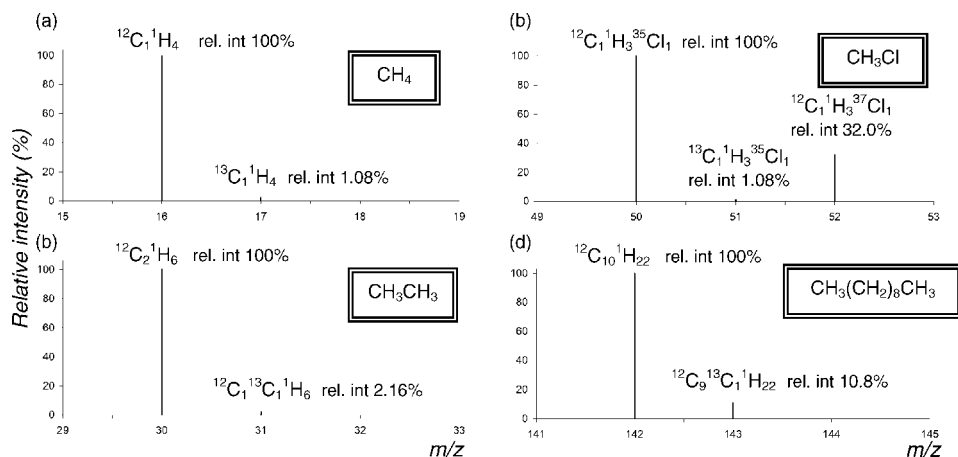 Relative intensity (%)
(a)
¹²C₁¹H₄ rel. int 100%
CH₄
100
80
60
40
20
0
¹³C₁¹H₄ rel. int 1.08%
15 16 17 18 19
(b)
¹²C₁¹H₃³⁵Cl₁ rel. int 100%
CH₃Cl
100
80
60
40
20
0
¹²C₁¹H₃³⁷Cl₁
rel. int 32.0%
¹³C₁¹H₃³⁵Cl₁
rel. int 1.08%
49 50 51 52 53
(b)
¹²C₂¹H₆ rel. int 100%
CH₃CH₃
100
80
60
40
20
0
¹²C₁¹³C₁¹H₆ rel. int 2.16%
29 30 31 32 33
m/z
(d)
¹²C₁₀¹H₂₂ rel. int 100%
CH₃(CH₂)₈CH₃
100
80
60
40
20
0
¹²C₉¹³C₁¹H₂₂ rel. int 10.8%
141 142 143 144 145
m/z